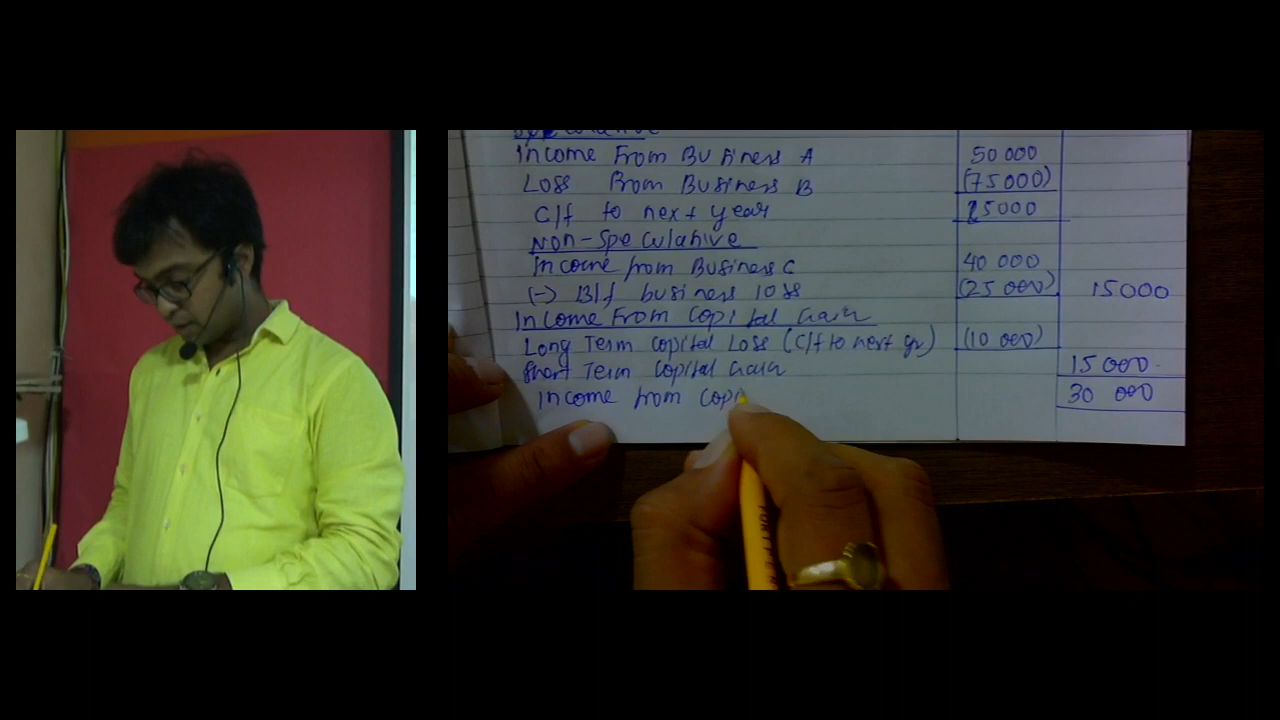 Speculative
Income From Business A 50 000
Loss From Business B (75000)
C/f to next year 25000
Non-Speculative
Income from Business C 40 000
(-) B/f business loss (25 000) 15000
Income From Capital Gain
Long Term Capital Loss (C/f to next yr) (10 000)
Short Term Capital Gain 15 000
Income from Capi 30 000